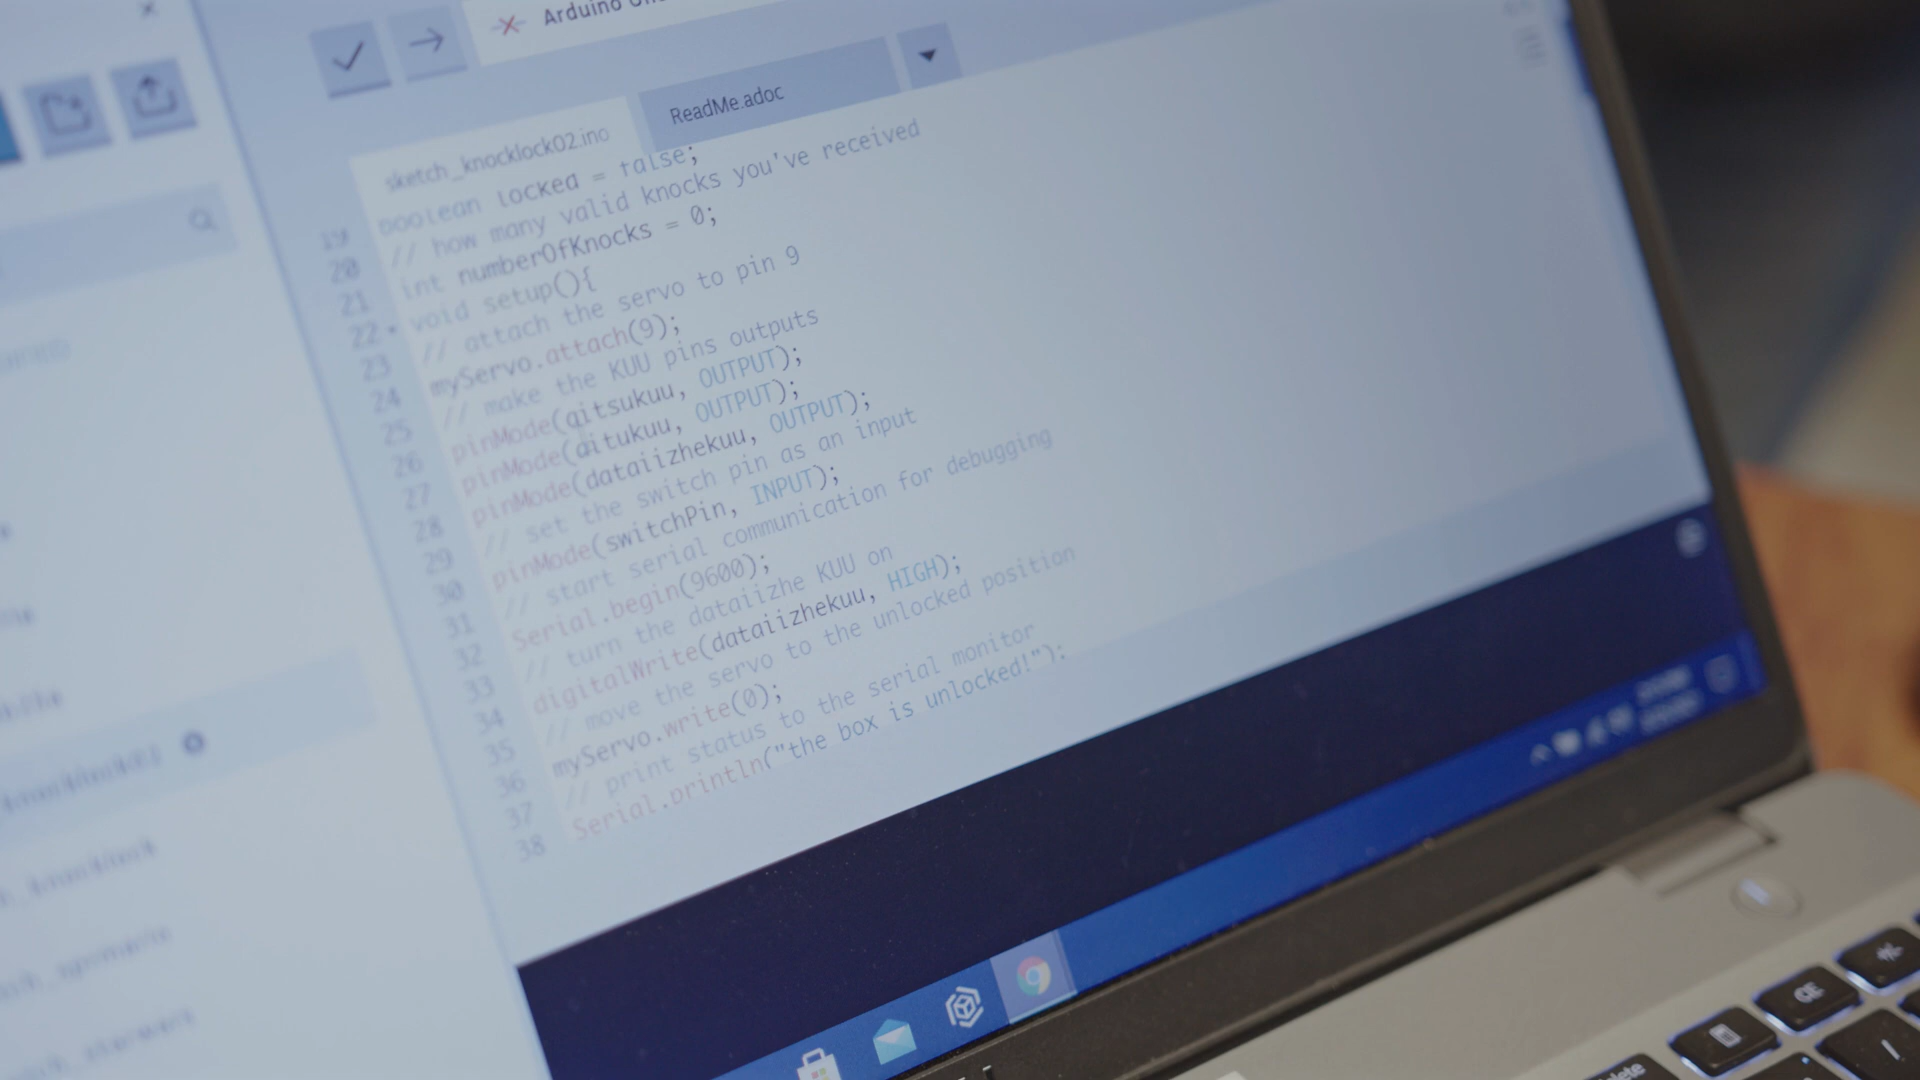 Arduino
sketch_knocklock02.ino
ReadMe.adoc
19 boolean locked = false;
20 // how many valid knocks you've received
21 int numberOfKnocks = 0;
22 void setup(){
23 // attach the servo to pin 9
24 myServo.attach(9);
25 // make the KUU pins outputs
26 pinMode(qitsukuu, OUTPUT);
27 pinMode(qitukuu, OUTPUT);
28 pinMode(dataiizhekuu, OUTPUT);
29 // set the switch pin as an input
30 pinMode(switchPin, INPUT);
31 // start serial communication for debugging
32 Serial.begin(9600);
33 // turn the dataiizhe KUU on
34 digitalWrite(dataiizhekuu, HIGH);
35 // move the servo to the unlocked position
36 myServo.write(0);
37 // print status to the serial monitor
38 Serial.println("the box is unlocked!");
CE